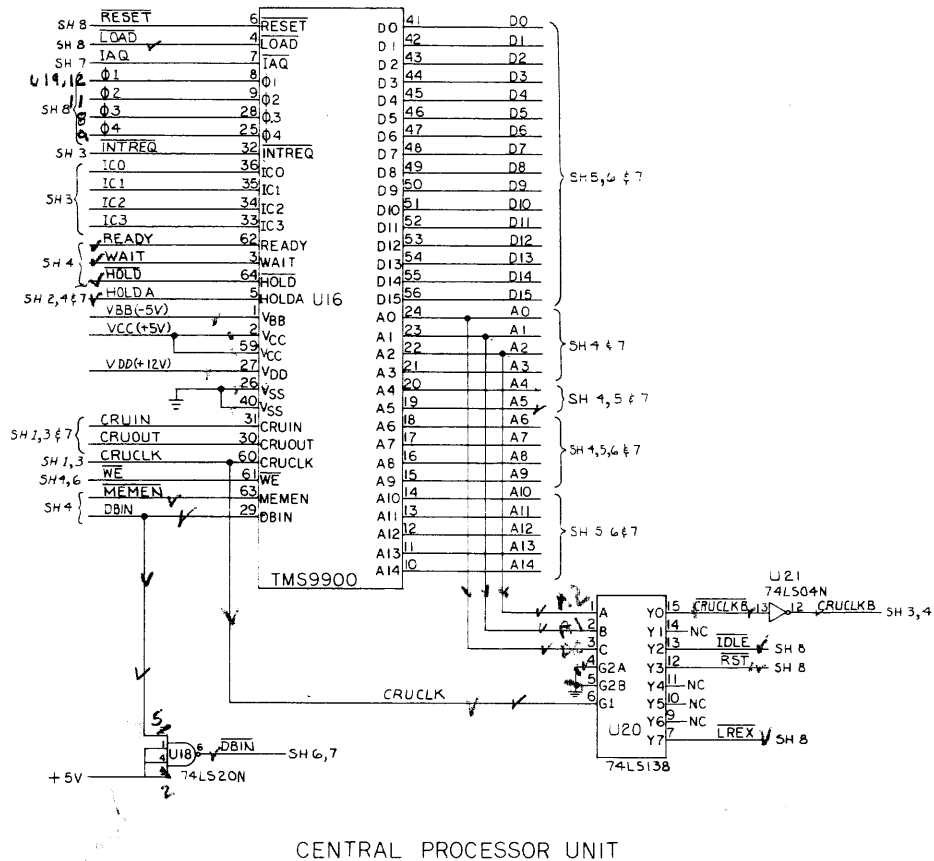 SH 8 RESET 6 RESET
SH 8 LOAD 4 LOAD
SH 7 IAQ 7 IAQ
U19,12 ϕ1 8 ϕ1
11 ϕ2 9 ϕ2
SH 8
8 ϕ3 28 ϕ3
9 ϕ4 25 ϕ4
SH 3 INTREQ 32 INTREQ
IC0 36 IC0
IC1 35 IC1
SH 3
IC2 34 IC2
IC3 33 IC3
READY 62 READY
SH 4
WAIT 3 WAIT
HOLD 64 HOLD
SH 2,4&7 HOLDA 5 HOLDA
U16
VBB(-5V) 1 VBB
VCC(+5V) 2 VCC
59 VCC
VDD(+12V) 27 VDD
26 VSS
40 VSS
SH 1,3&7
CRUIN 31 CRUIN
CRUOUT 30 CRUOUT
SH 1,3 CRUCLK 60 CRUCLK
SH4,6 WE 61 WE
SH4
MEMEN 63 MEMEN
DBIN 29 DBIN
TMS9900
D0 41 D0
D1 42 D1
D2 43 D2
D3 44 D3
D4 45 D4
D5 46 D5
D6 47 D6
D7 48 D7
D8 49 D8
SH5,6 & 7
D9 50 D9
D10 51 D10
D11 52 D11
D12 53 D12
D13 54 D13
D14 55 D14
D15 56 D15
A0 24 A0
A1 23 A1
SH 4 & 7
A2 22 A2
A3 21 A3
A4 20 A4
SH 4,5 & 7
A5 19 A5
A6 18 A6
A7 17 A7
SH 4,5,6&7
A8 16 A8
A9 15 A9
A10 14 A10
A11 13 A11
SH 5 6&7
A12 12 A12
A13 11 A13
A14 10 A14
U21
74LS04N
1 A Y0 15 CRUCLKB 13 12 CRUCLKB SH 3,4
2 B Y1 14 NC
3 C Y2 13 IDLE SH 8
4 G2A Y3 12 RST SH 8
5 G2B Y4 11 NC
CRUCLK 6 G1 Y5 10 NC
Y6 9 NC
U20
Y7 7 LREX SH 8
74LS138
5
1
4
U18 6 DBIN SH 6,7
+5V
74LS20N
2
CENTRAL PROCESSOR UNIT